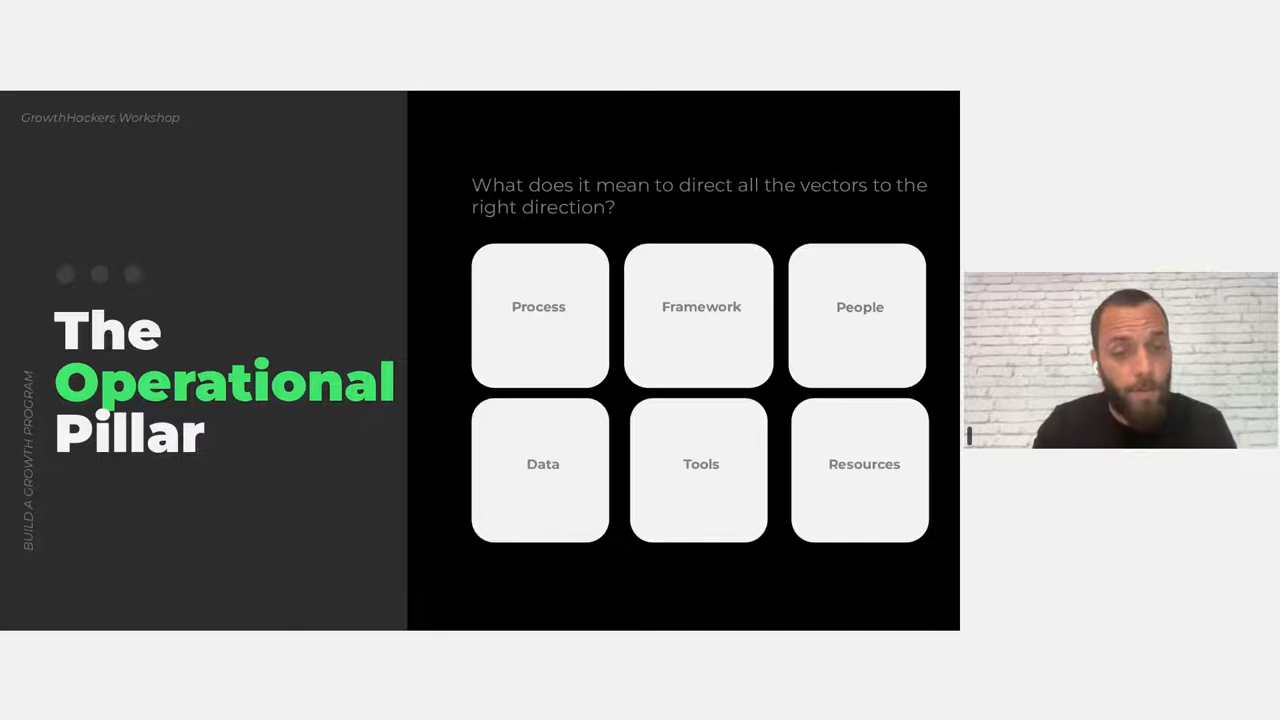 GrowthHackers Workshop
BUILD A GROWTH PROGRAM
The
Operational
Pillar
What does it mean to direct all the vectors to the
right direction?
Process
Framework
People
Data
Tools
Resources